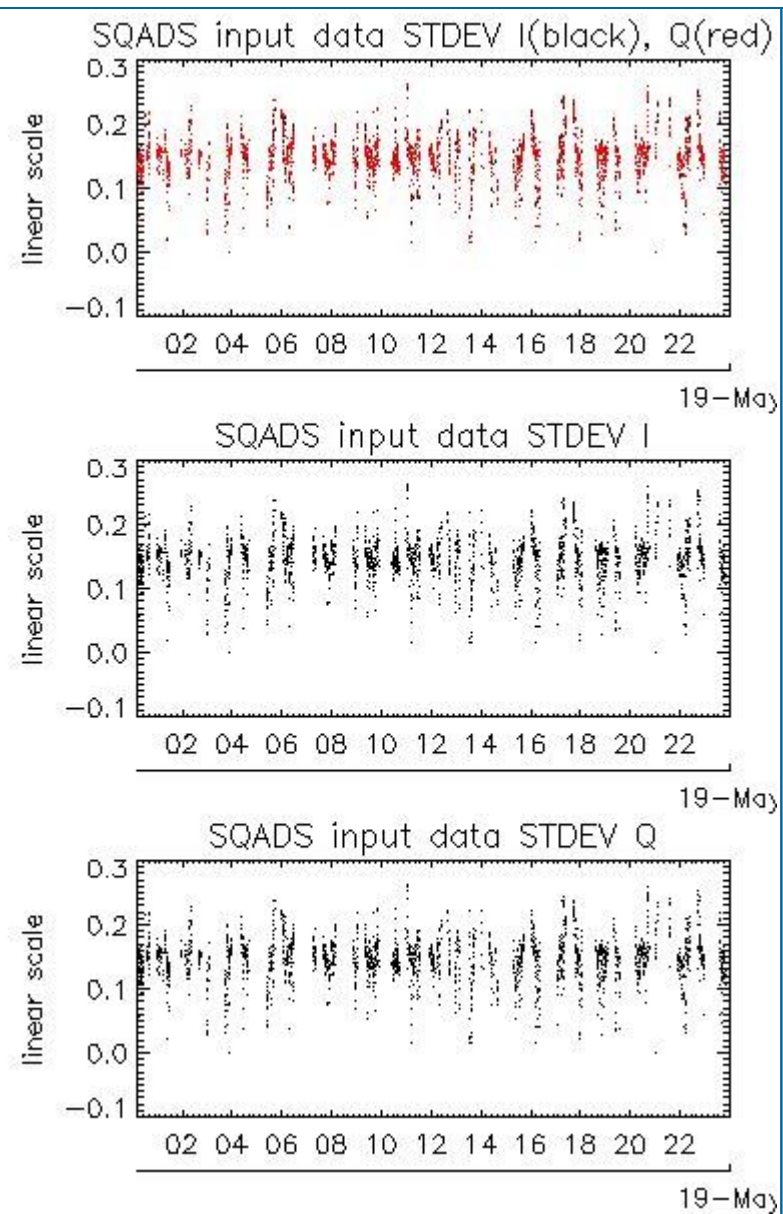 SQADS input data STDEV I(black), Q(red)
0.3
0.2
0.1
0.0
-0.1
linear scale
02 04 06 08 10 12 14 16 18 20 22
19-May
SQADS input data STDEV I
0.3
0.2
0.1
0.0
-0.1
linear scale
02 04 06 08 10 12 14 16 18 20 22
19-May
SQADS input data STDEV Q
0.3
0.2
0.1
0.0
-0.1
linear scale
02 04 06 08 10 12 14 16 18 20 22
19-May